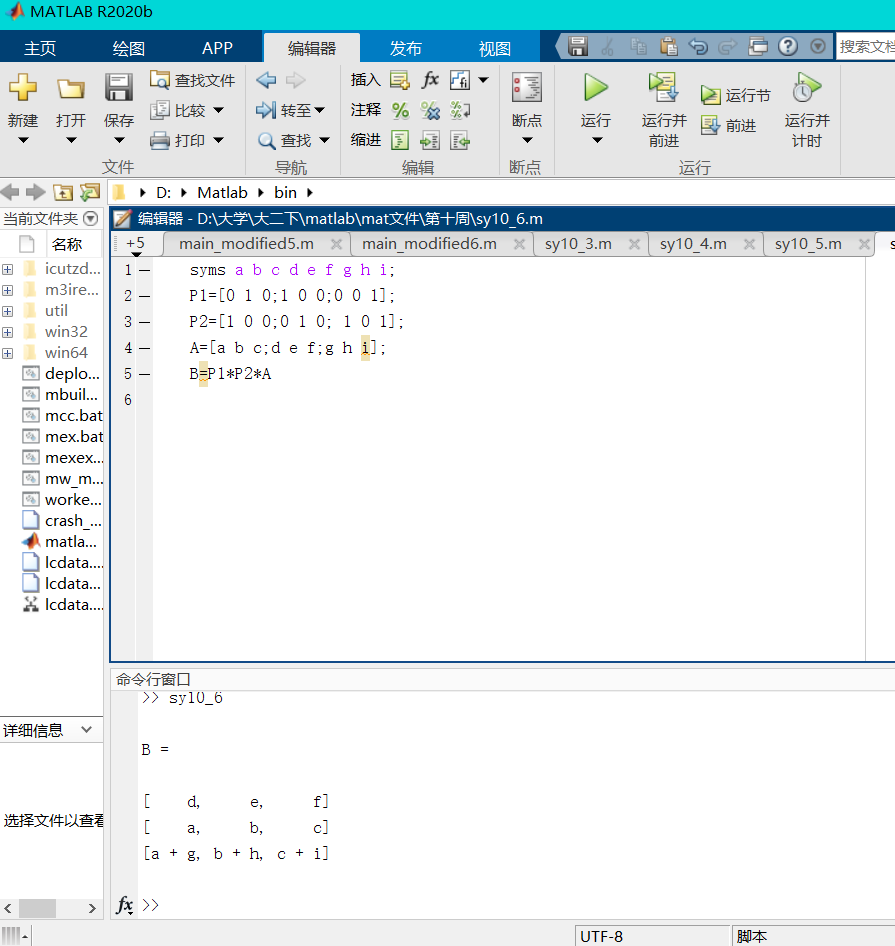 MATLAB R2020b
主页 绘图 APP 编辑器 发布 视图 搜索文档
新建 打开 保存 查找文件 比较 打印 转至 查找 插入 fx 注释 缩进 断点 运行 运行并前进 运行节 前进 运行并计时
文件 导航 编辑 断点 运行
D: Matlab bin
当前文件夹
名称
icutzd...
m3ire...
util
win32
win64
deplo...
mbuil...
mcc.bat
mex.bat
mexex...
mw_m...
worke...
crash_...
matla...
lcdata....
lcdata....
lcdata....
详细信息
选择文件以查看
编辑器 - D:\大学\大二下\matlab\mat文件\第十周\sy10_6.m
+5 main_modified5.m main_modified6.m sy10_3.m sy10_4.m sy10_5.m s
1 syms a b c d e f g h i;
2 P1=[0 1 0;1 0 0;0 0 1];
3 P2=[1 0 0;0 1 0; 1 0 1];
4 A=[a b c;d e f;g h i];
5 B=P1*P2*A
6
命令行窗口
>> sy10_6
B =
[ d, e, f]
[ a, b, c]
[a + g, b + h, c + i]
fx >>
UTF-8 脚本